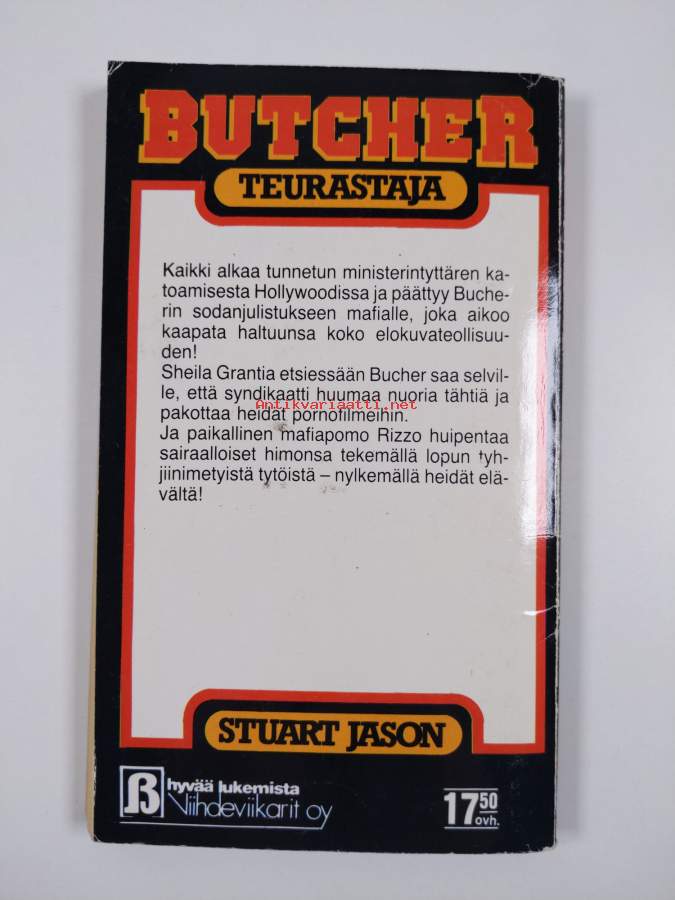 BUTCHER
TEURASTAJA
Kaikki alkaa tunnetun ministerintyttären ka-
toamisesta Hollywoodissa ja päättyy Buche-
rin sodanjulistukseen mafialle, joka aikoo
kaapata haltuunsa koko elokuvateollisuu-
den!
Sheila Grantia etsiessään Bucher saa selvil-
le, että syndikaatti huumaa nuoria tähtiä ja
Antikvariaatti.net
pakottaa heidät pornofilmeihin.
Ja paikallinen mafiapomo Rizzo huipentaa
sairaalloiset himonsa tekemällä lopun tyh-
jiinimetyistä tytöistä – nylkemällä heidät elä-
vältä!
STUART JASON
hyvää lukemista
Viihdeviikarit oy
17 50
ovh.